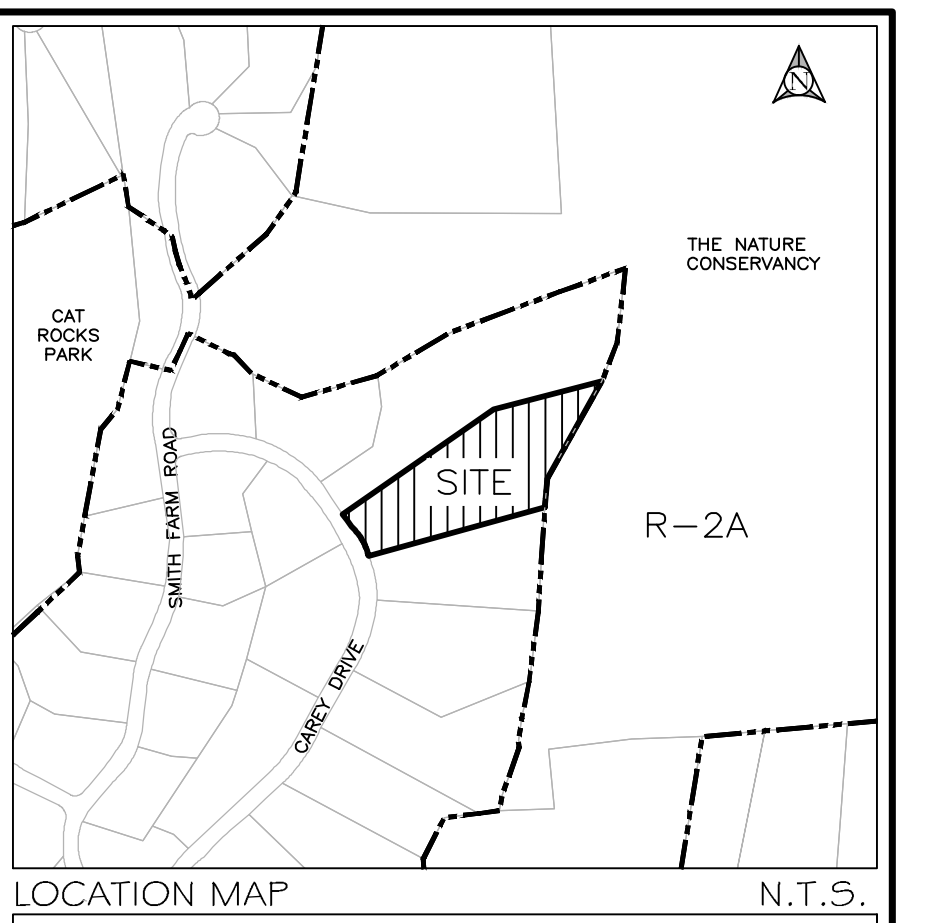 N
THE NATURE
CONSERVANCY
CAT
ROCKS
PARK
SMITH FARM ROAD
SITE
R-2A
CAREY DRIVE
LOCATION MAP
N.T.S.